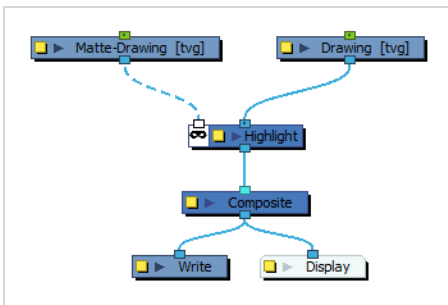 Matte-Drawing [tvg]
Drawing [tvg]
Highlight
Composite
Write
Display